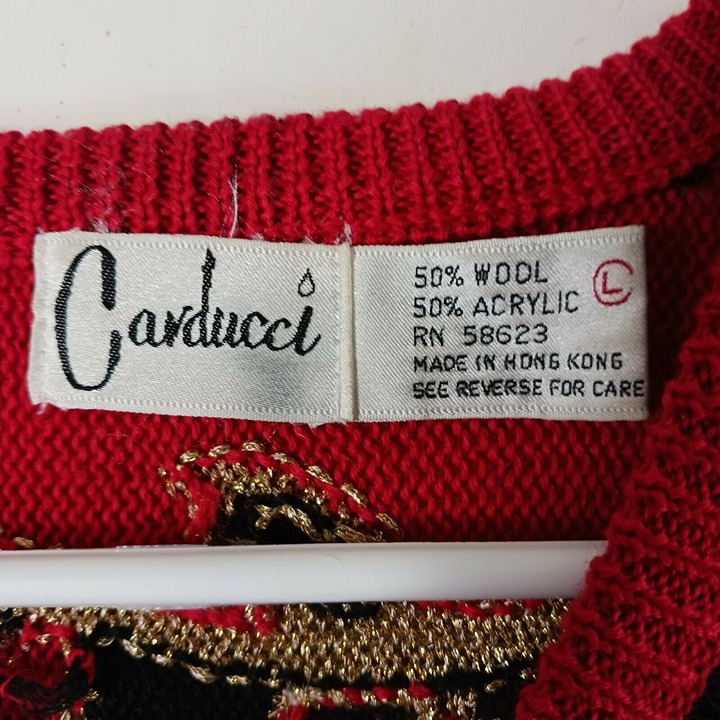 Carducci
50% WOOL
50% ACRYLIC
L
RN 58623
MADE IN HONG KONG
SEE REVERSE FOR CARE